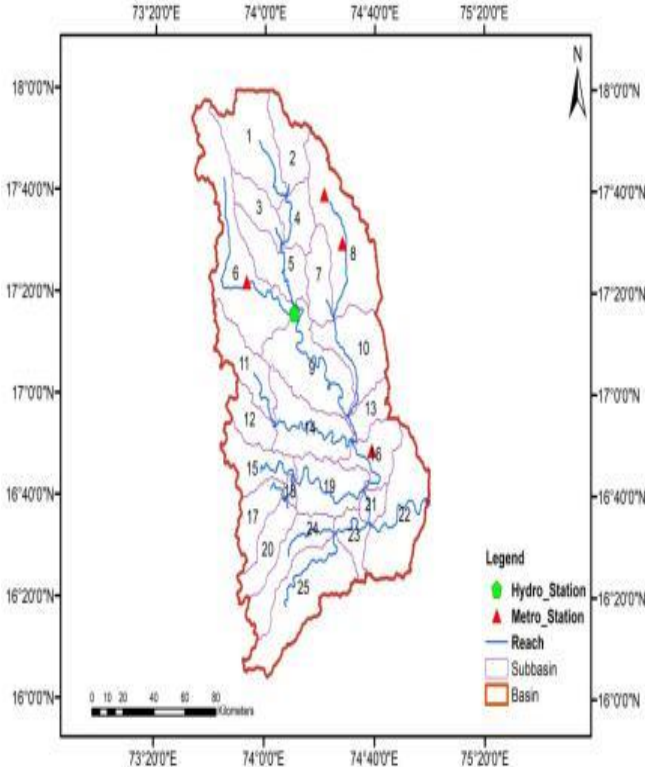 73°20'0"E 74°0'0"E 74°40'0"E 75°20'0"E
N
18°0'0"N 18°0'0"N
1
2
17°40'0"N 17°40'0"N
3
4
8
5
6
7
17°20'0"N 17°20'0"N
10
9
11
17°0'0"N 17°0'0"N
13
12
14
16
15
19
16°40'0"N 18 16°40'0"N
21
17
22
24
23
20
Legend
25
Hydro_Station
16°20'0"N 16°20'0"N
Metro_Station
Reach
Subbasin
Basin
16°0'0"N 16°0'0"N
0 10 20 40 60 80
Kilometers
73°20'0"E 74°0'0"E 74°40'0"E 75°20'0"E